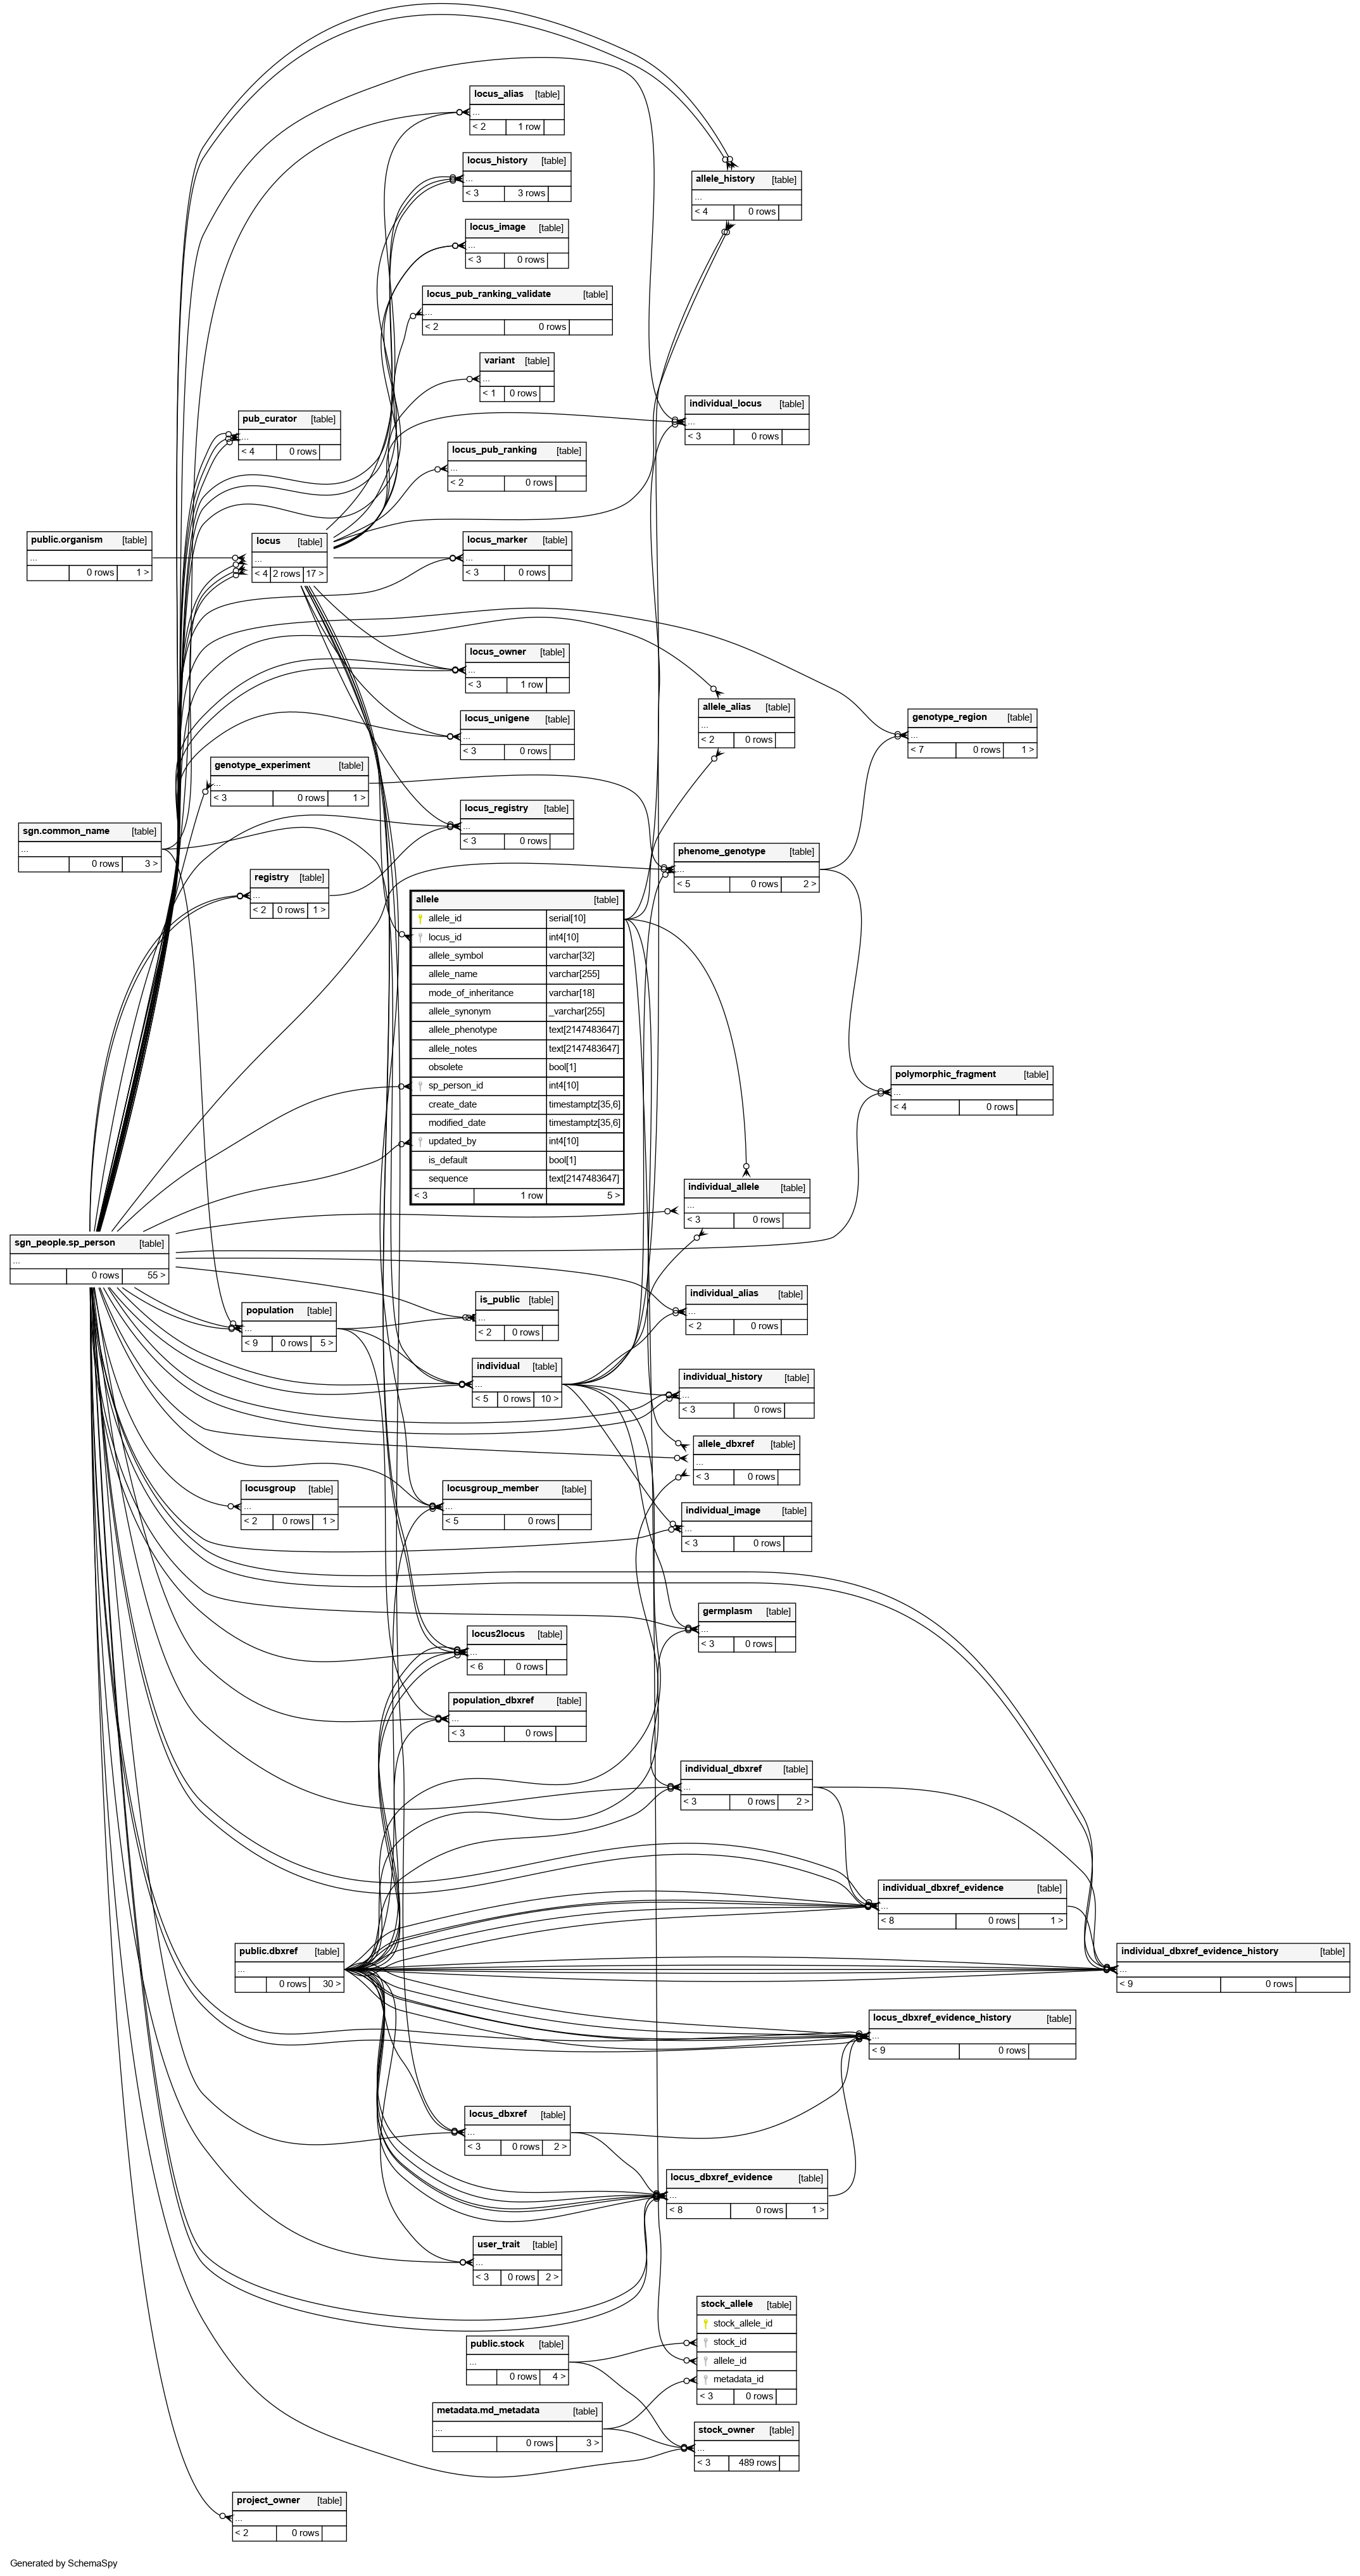 locus_alias [table]
...
< 2 1 row
locus_history [table]
...
< 3 3 rows
allele_history [table]
...
< 4 0 rows
locus_image [table]
...
< 3 0 rows
locus_pub_ranking_validate [table]
...
< 2 0 rows
variant [table]
...
< 1 0 rows
individual_locus [table]
...
< 3 0 rows
pub_curator [table]
...
< 4 0 rows
locus_pub_ranking [table]
...
< 2 0 rows
public.organism [table]
...
0 rows 1 >
locus [table]
...
< 4 2 rows 17 >
locus_marker [table]
...
< 3 0 rows
locus_owner [table]
...
< 3 1 row
allele_alias [table]
...
< 2 0 rows
locus_unigene [table]
...
< 3 0 rows
genotype_region [table]
...
< 7 0 rows 1 >
genotype_experiment [table]
...
< 3 0 rows 1 >
locus_registry [table]
...
< 3 0 rows
sgn.common_name [table]
...
0 rows 3 >
phenome_genotype [table]
...
< 5 0 rows 2 >
registry [table]
...
< 2 0 rows 1 >
allele [table]
allele_id serial[10]
locus_id int4[10]
allele_symbol varchar[32]
allele_name varchar[255]
mode_of_inheritance varchar[18]
allele_synonym _varchar[255]
allele_phenotype text[2147483647]
allele_notes text[2147483647]
obsolete bool[1]
sp_person_id int4[10]
create_date timestamptz[35,6]
modified_date timestamptz[35,6]
updated_by int4[10]
is_default bool[1]
sequence text[2147483647]
< 3 1 row 5 >
polymorphic_fragment [table]
...
< 4 0 rows
individual_allele [table]
...
< 3 0 rows
sgn_people.sp_person [table]
...
0 rows 55 >
individual_alias [table]
...
< 2 0 rows
is_public [table]
...
< 2 0 rows
population [table]
...
< 9 0 rows 5 >
individual [table]
...
< 5 0 rows 10 >
individual_history [table]
...
< 3 0 rows
allele_dbxref [table]
...
< 3 0 rows
locusgroup [table]
...
< 2 0 rows 1 >
locusgroup_member [table]
...
< 5 0 rows
individual_image [table]
...
< 3 0 rows
germplasm [table]
...
< 3 0 rows
locus2locus [table]
...
< 6 0 rows
population_dbxref [table]
...
< 3 0 rows
individual_dbxref [table]
...
< 3 0 rows 2 >
individual_dbxref_evidence [table]
...
< 8 0 rows 1 >
public.dbxref [table]
...
0 rows 30 >
individual_dbxref_evidence_history [table]
...
< 9 0 rows
locus_dbxref_evidence_history [table]
...
< 9 0 rows
locus_dbxref [table]
...
< 3 0 rows 2 >
locus_dbxref_evidence [table]
...
< 8 0 rows 1 >
user_trait [table]
...
< 3 0 rows 2 >
stock_allele [table]
stock_allele_id
stock_id
allele_id
metadata_id
< 3 0 rows
public.stock [table]
...
0 rows 4 >
metadata.md_metadata [table]
...
0 rows 3 >
stock_owner [table]
...
< 3 489 rows
project_owner [table]
...
< 2 0 rows
Generated by SchemaSpy